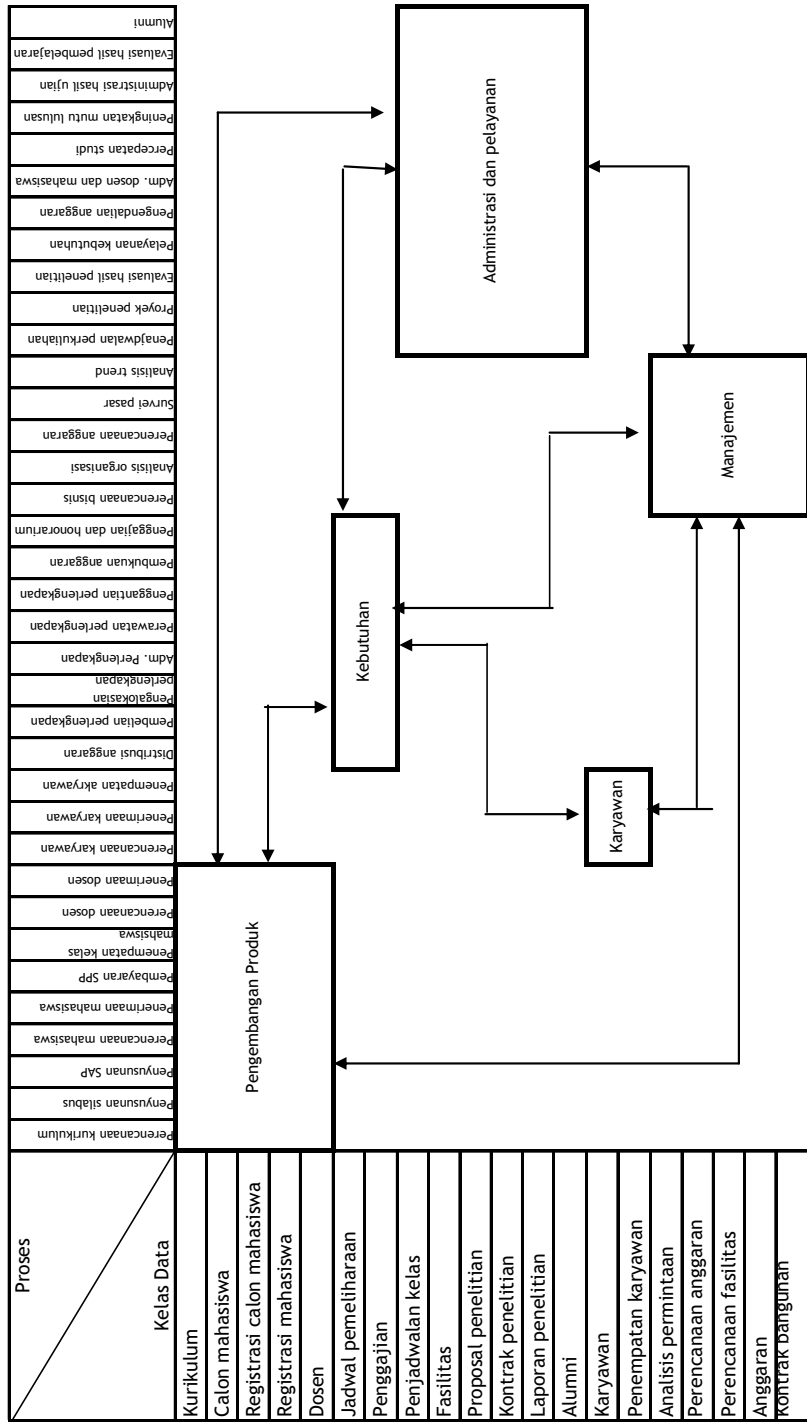 Proses
Kelas Data
Perencanaan kurikulum
Penyusunan silabus
Penyusunan SAP
Perencanaan mahasiswa
Penerimaan mahasiswa
Pembayaran SPP
Penempatan kelas
mahasiswa
Perencanaan dosen
Penerimaan dosen
Perencanaan karyawan
Penerimaan karyawan
Penempatan akryawan
Distribusi anggaran
Pembelian perlengkapan
Pengalokasian
perlengkapan
Adm. Perlengkapan
Perawatan perlengkapan
Penggantian perlengkapan
Pembukuan anggaran
Penggajian dan honorarium
Perencanaan bisnis
Analisis organisasi
Perencanaan anggaran
Survei pasar
Analisis trend
Penajdwalan perkuliahan
Proyek penelitian
Evaluasi hasil penelitian
Pelayanan kebutuhan
Pengendalian anggaran
Adm. dosen dan mahasiswa
Percepatan studi
Peningkatan mutu lulusan
Administrasi hasil ujian
Evaluasi hasil pembelajaran
Alumni
Kurikulum
Calon mahasiswa
Registrasi calon mahasiswa
Registrasi mahasiswa
Dosen
Jadwal pemeliharaan
Penggajian
Penjadwalan kelas
Fasilitas
Proposal penelitian
Kontrak penelitian
Laporan penelitian
Alumni
Karyawan
Penempatan karyawan
Analisis permintaan
Perencanaan anggaran
Perencanaan fasilitas
Anggaran
Kontrak bangunan
Pengembangan Produk
Kebutuhan
Administrasi dan pelayanan
Karyawan
Manajemen